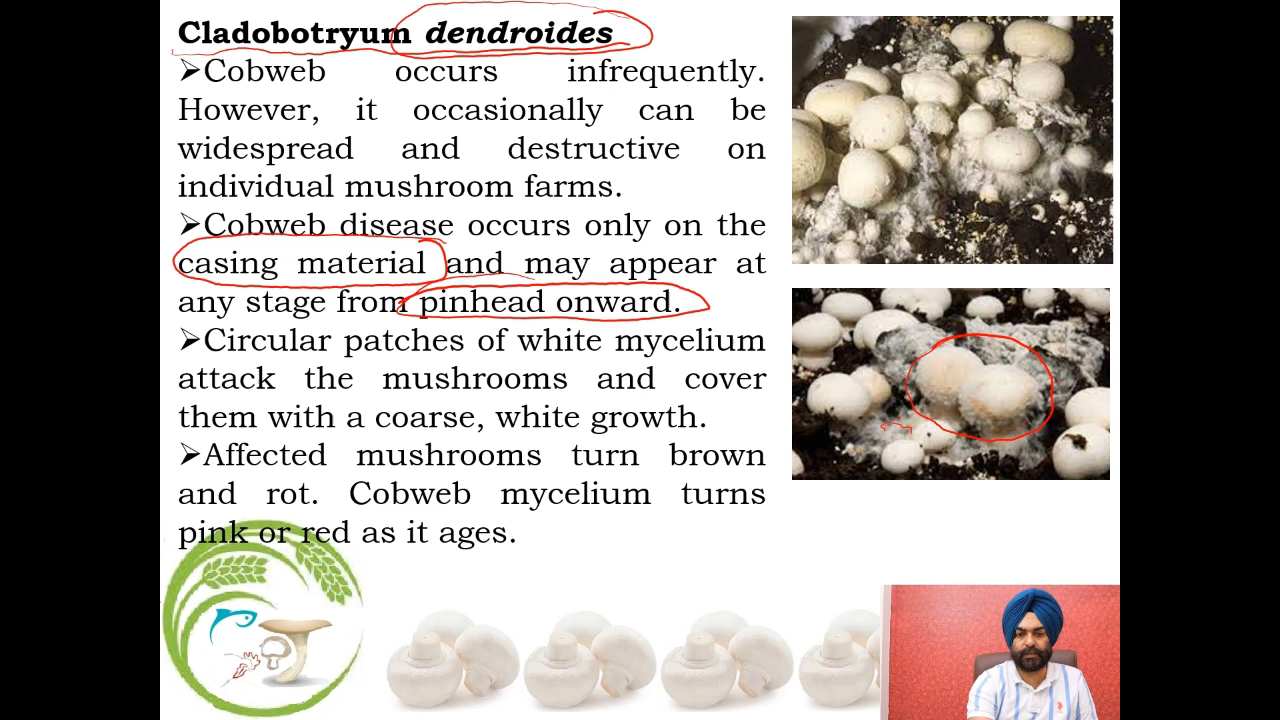 Cladobotryum dendroides
➢Cobweb occurs infrequently.
However, it occasionally can be
widespread and destructive on
individual mushroom farms.
➢Cobweb disease occurs only on the
casing material and may appear at
any stage from pinhead onward.
➢Circular patches of white mycelium
attack the mushrooms and cover
them with a coarse, white growth.
➢Affected mushrooms turn brown
and rot. Cobweb mycelium turns
pink or red as it ages.